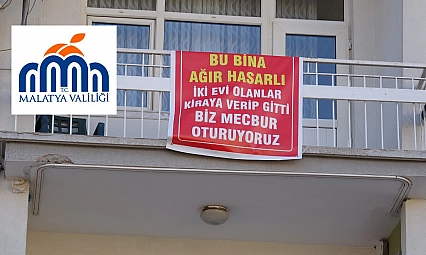 T.C.
MALATYA VALİLİĞİ
BU BİNA
AĞIR HASARLI
İKİ EVİ OLANLAR
KİRAYA VERİP GİTTİ
BİZ MECBUR
OTURUYORUZ